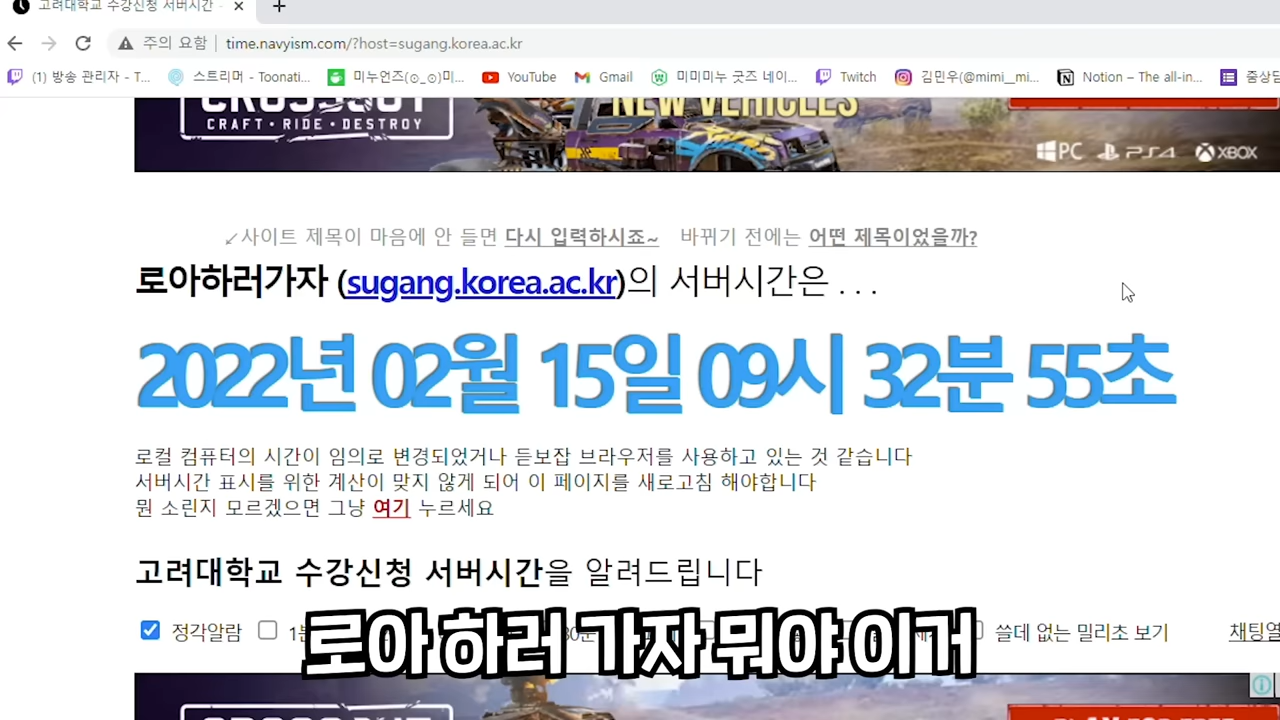 고려대학교 수강신청 서버시간 -
주의 요함 time.navyism.com/?host=sugang.korea.ac.kr
(1) 방송 관리자 - T... 스트리머 - Toonati... 미누언즈(⊙_⊙)미... YouTube Gmail 미미미누 굿즈 네이... Twitch 김민우(@mimi__mi... Notion – The all-in... 중상담
CROSSOUT NEW VEHICLES
CRAFT • RIDE • DESTROY
PC PS4 XBOX
↙사이트 제목이 마음에 안 들면 다시 입력하시죠~ 바뀌기 전에는 어떤 제목이었을까?
로아하러가자 (sugang.korea.ac.kr)의 서버시간은 . . .
2022년 02월 15일 09시 32분 55초
로컬 컴퓨터의 시간이 임의로 변경되었거나 듣보잡 브라우저를 사용하고 있는 것 같습니다
서버시간 표시를 위한 계산이 맞지 않게 되어 이 페이지를 새로고침 해야합니다
뭔 소린지 모르겠으면 그냥 여기 누르세요
고려대학교 수강신청 서버시간을 알려드립니다
정각알람 쓸데 없는 밀리초 보기
로아 하러 가자 뭐야 이거